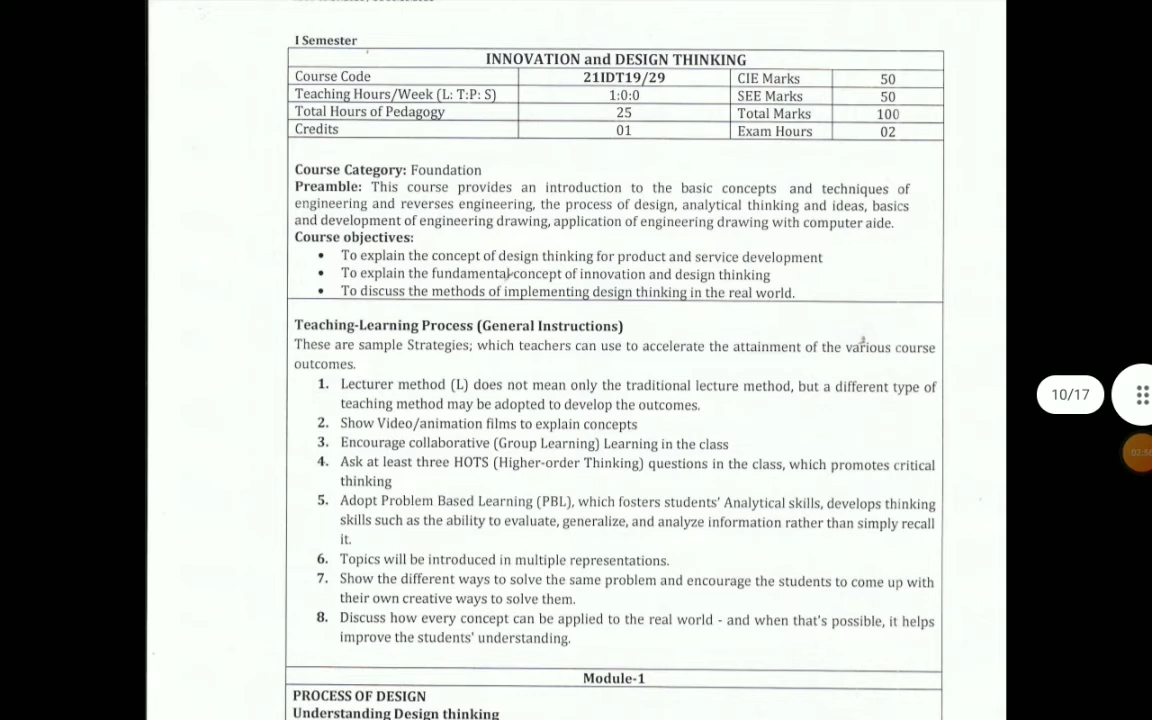 I Semester
INNOVATION and DESIGN THINKING
Course Code 21IDT19/29 CIE Marks 50
Teaching Hours/Week (L: T:P: S) 1:0:0 SEE Marks 50
Total Hours of Pedagogy 25 Total Marks 100
Credits 01 Exam Hours 02
Course Category: Foundation
Preamble: This course provides an introduction to the basic concepts and techniques of
engineering and reverses engineering, the process of design, analytical thinking and ideas, basics
and development of engineering drawing, application of engineering drawing with computer aide.
Course objectives:
• To explain the concept of design thinking for product and service development
• To explain the fundamental concept of innovation and design thinking
• To discuss the methods of implementing design thinking in the real world.
Teaching-Learning Process (General Instructions)
These are sample Strategies; which teachers can use to accelerate the attainment of the various course
outcomes.
1. Lecturer method (L) does not mean only the traditional lecture method, but a different type of
teaching method may be adopted to develop the outcomes.
2. Show Video/animation films to explain concepts
3. Encourage collaborative (Group Learning) Learning in the class
4. Ask at least three HOTS (Higher-order Thinking) questions in the class, which promotes critical
thinking
5. Adopt Problem Based Learning (PBL), which fosters students' Analytical skills, develops thinking
skills such as the ability to evaluate, generalize, and analyze information rather than simply recall
it.
6. Topics will be introduced in multiple representations.
7. Show the different ways to solve the same problem and encourage the students to come up with
their own creative ways to solve them.
8. Discuss how every concept can be applied to the real world - and when that's possible, it helps
improve the students' understanding.
Module-1
PROCESS OF DESIGN
Understanding Design thinking
10/17